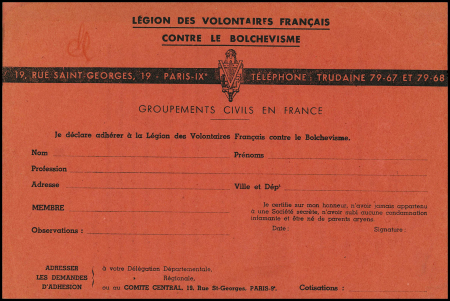 LÉGION DES VOLONTAIRES FRANÇAIS
CONTRE LE BOLCHEVISME
19, RUE SAINT-GEORGES, 19 - PARIS-IXᵉ TÉLÉPHONE : TRUDAINE 79-67 ET 79-68
GROUPEMENTS CIVILS EN FRANCE
Je déclare adhérer à la Légion des Volontaires Français contre le Bolchevisme.
Nom Prénoms
Profession
Adresse Ville et Dépᵗ
MEMBRE
Je certifie sur mon honneur, n'avoir jamais appartenu
à une Société secrète, n'avoir subi aucune condamnation
infamante et être né de parents aryens.
Observations : Date : Signature :
ADRESSER
LES DEMANDES
D'ADHESION
à votre Délégation Départementale,
» Régionale,
ou au COMITE CENTRAL, 19, Rue St-Georges, PARIS-9ᵉ. Cotisations :